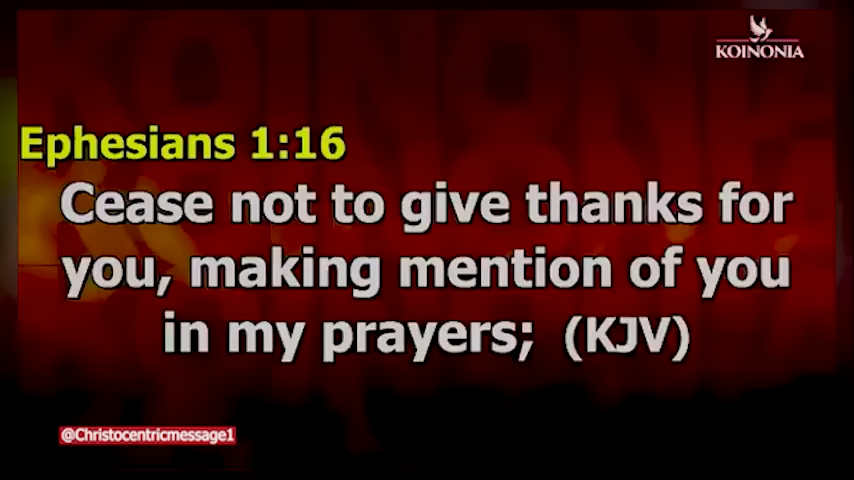 KOINONIA
Ephesians 1:16
Cease not to give thanks for
you, making mention of you
in my prayers; (KJV)
@Christocentricmessage1